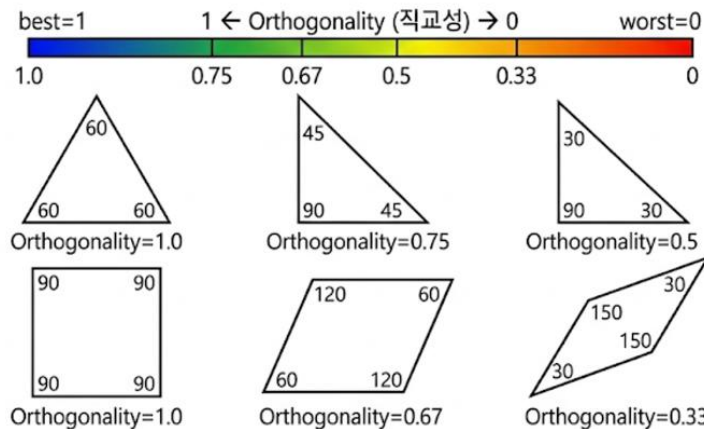 best=1 1 ← Orthogonality (직교성) → 0 worst=0
1.0 0.75 0.67 0.5 0.33 0
60 45 30
60 60 90 45 90 30
Orthogonality=1.0 Orthogonality=0.75 Orthogonality=0.5
90 90 120 60 30
150
150
90 90 60 120 30
Orthogonality=1.0 Orthogonality=0.67 Orthogonality=0.33